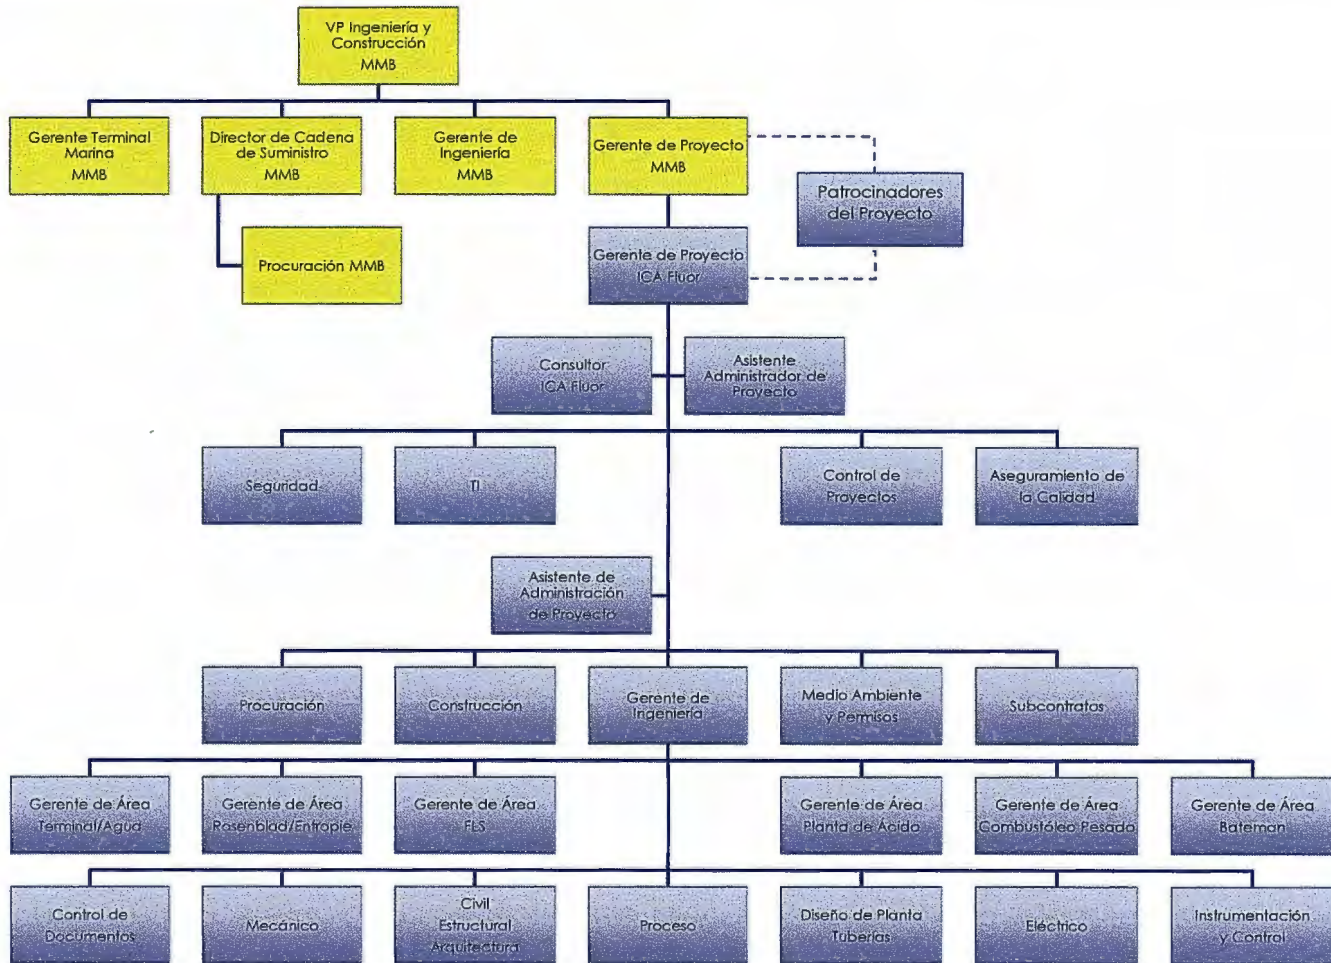 VP Ingeniería y
Construcción
MMB
Gerente Terminal
Marina
MMB
Director de Cadena
de Suministro
MMB
Gerente de
Ingeniería
MMB
Gerente de Proyecto
MMB
Patrocinadores
del Proyecto
Procuración MMB
Gerente de Proyecto
ICA Fluor
Consultor
ICA Fluor
Asistente
Administrador de
Proyecto
Seguridad
TI
Control de
Proyectos
Aseguramiento de
la Calidad
Asistente de
Administración
de Proyecto
Procuración
Construcción
Gerente de
Ingeniería
Medio Ambiente
y Permisos
Subcontratos
Gerente de Área
Terminal/Agua
Gerente de Área
Rosenblad/Entropie
Gerente de Área
FLS
Gerente de Área
Planta de Ácido
Gerente de Área
Combustóleo Pesado
Gerente de Área
Bateman
Control de
Documentos
Mecánico
Civil
Estructural
Arquitectura
Proceso
Diseño de Planta
Tuberías
Eléctrico
Instrumentación
y Control